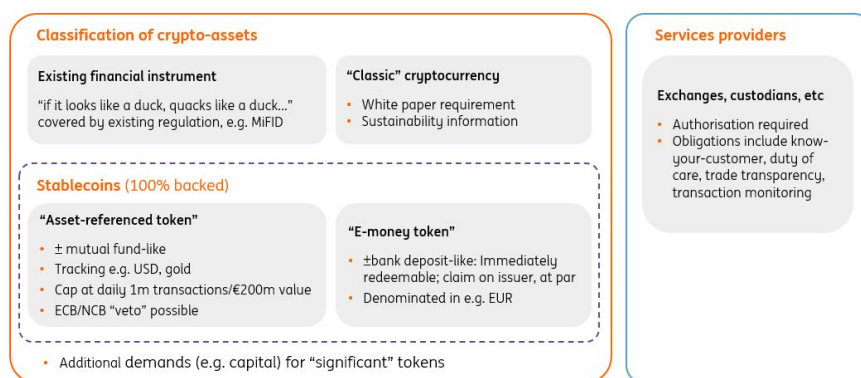 Classification of crypto-assets
Existing financial instrument
“if it looks like a duck, quacks like a duck...”
covered by existing regulation, e.g. MiFID
“Classic” cryptocurrency
• White paper requirement
• Sustainability information
Stablecoins (100% backed)
“Asset-referenced token”
• ± mutual fund-like
• Tracking e.g. USD, gold
• Cap at daily 1m transactions/€200m value
• ECB/NCB “veto” possible
“E-money token”
• ±bank deposit-like: Immediately
redeemable; claim on issuer, at par
• Denominated in e.g. EUR
• Additional demands (e.g. capital) for “significant” tokens
Services providers
Exchanges, custodians, etc
• Authorisation required
• Obligations include know-
your-customer, duty of
care, trade transparency,
transaction monitoring